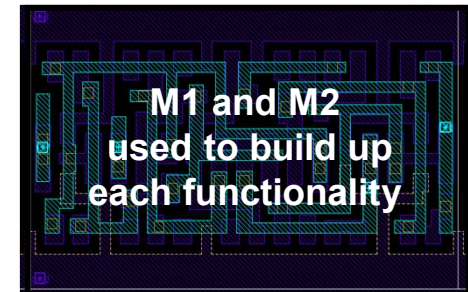 M1 and M2
used to build up
each functionality